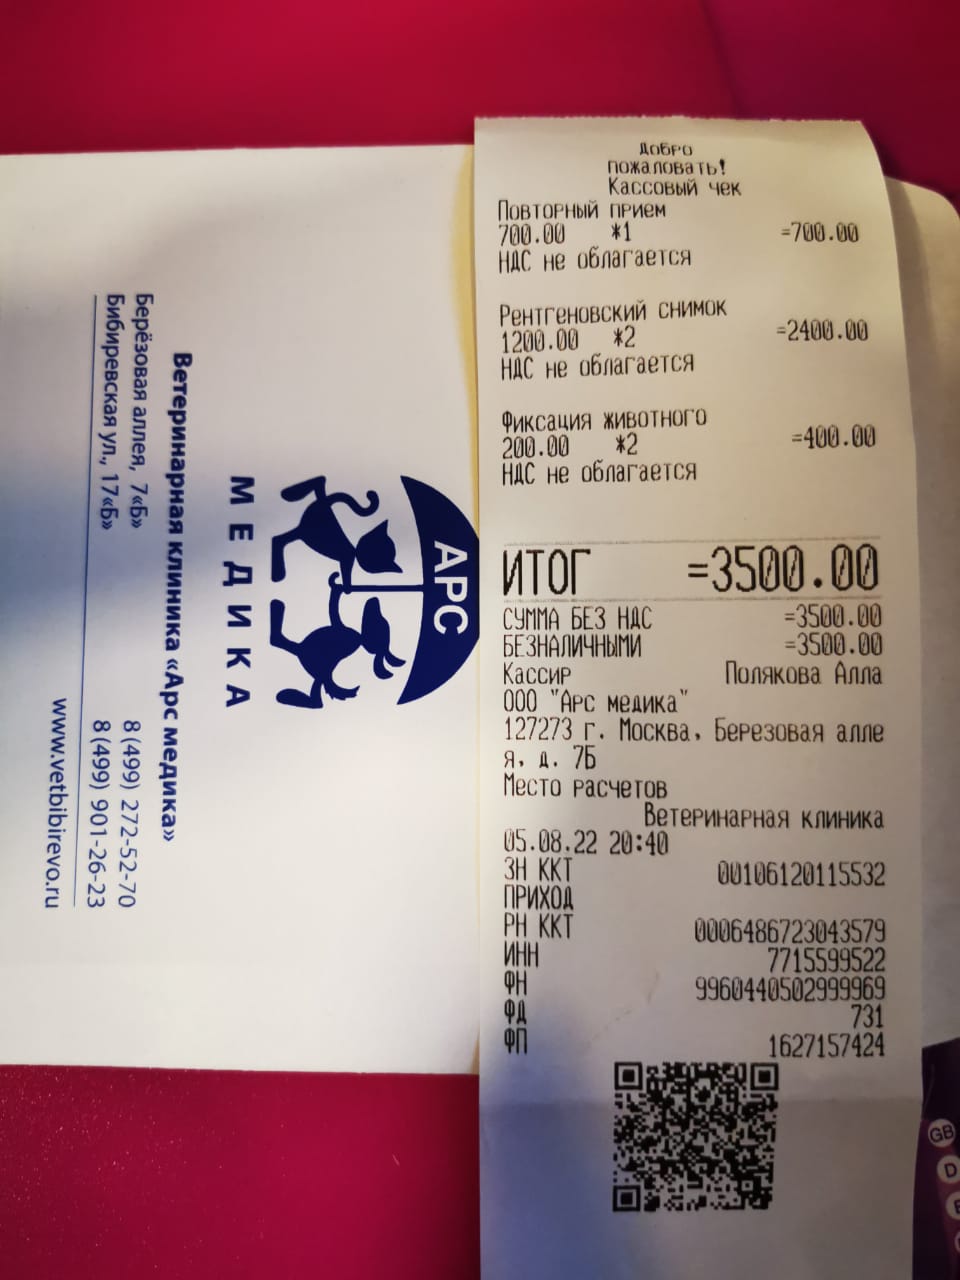 Добро
пожаловать!
Кассовый чек
Повторный прием
700.00 *1 =700.00
НДС не облагается
Рентгеновский снимок
1200.00 *2 =2400.00
НДС не облагается
Фиксация животного
200.00 *2 =400.00
НДС не облагается
ИТОГ =3500.00
СУММА БЕЗ НДС =3500.00
БЕЗНАЛИЧНЫМИ =3500.00
Кассир Полякова Алла
ООО "Арс медика"
127273 г. Москва, Березовая алле
я, д. 7Б
Место расчетов
Ветеринарная клиника
05.08.22 20:40
ЗН ККТ 00106120115532
ПРИХОД
РН ККТ 0006486723043579
ИНН 7715599522
ФН 9960440502999969
ФД 731
ФП 1627157424
АРС
МЕДИКА
Ветеринарная клиника «Арс медика»
Берёзовая аллея, 7«Б» 8 (499) 272-52-70
Бибиревская ул., 17«Б» 8 (499) 901-26-23
www.vetbibirevo.ru
GB
D